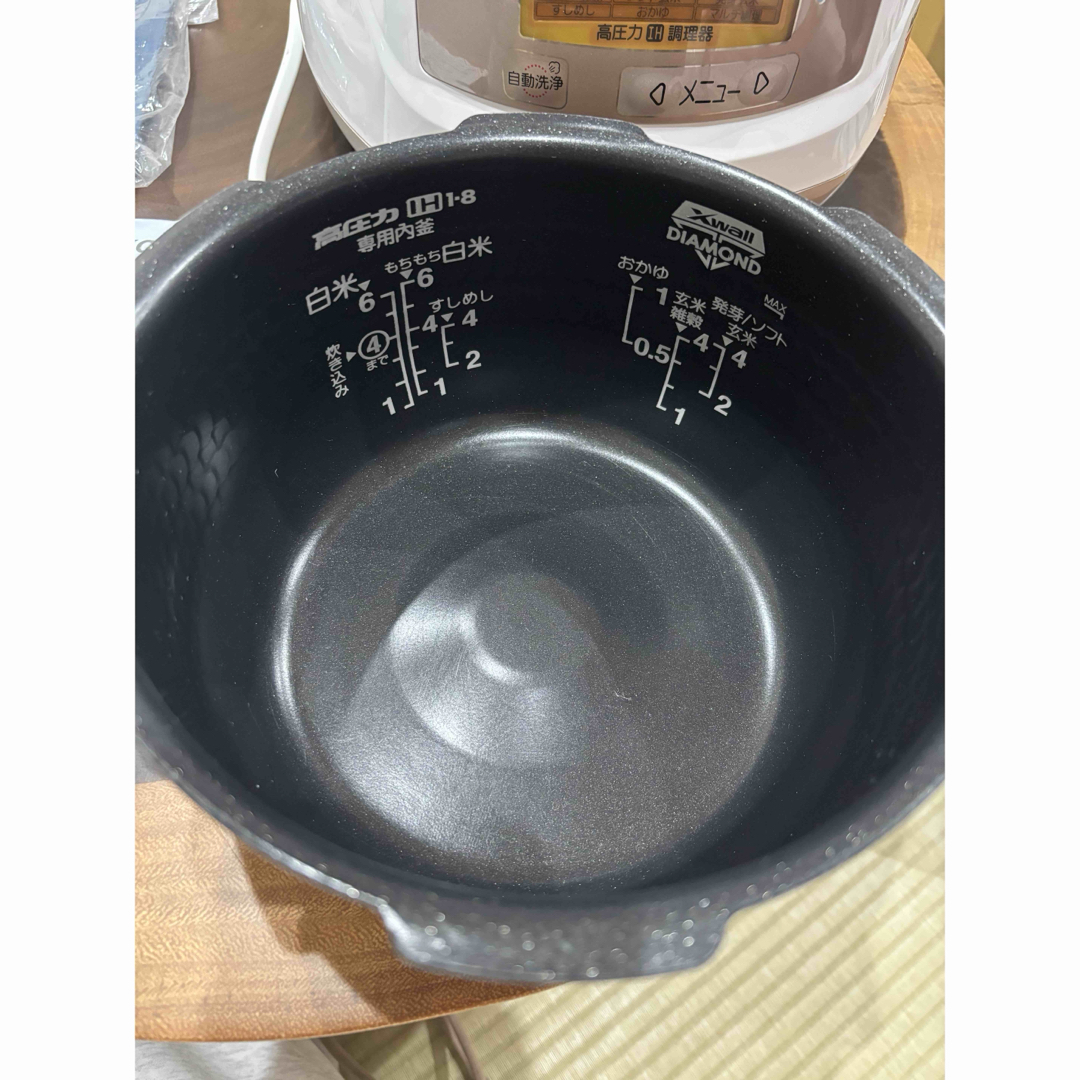 すしめし おかゆ マルチ
高圧力 IH 調理器
自動洗浄
メニュー
高圧力 IH 1・8
専用内釜
白米 6
もちもち白米
6
すしめし
4 4
炊き込み 4 まで
2
1 1
Xwall
DIAMOND
おかゆ
1
玄米
雑穀
発芽/ソフト
玄米
MAX
4 4
0.5
2
1